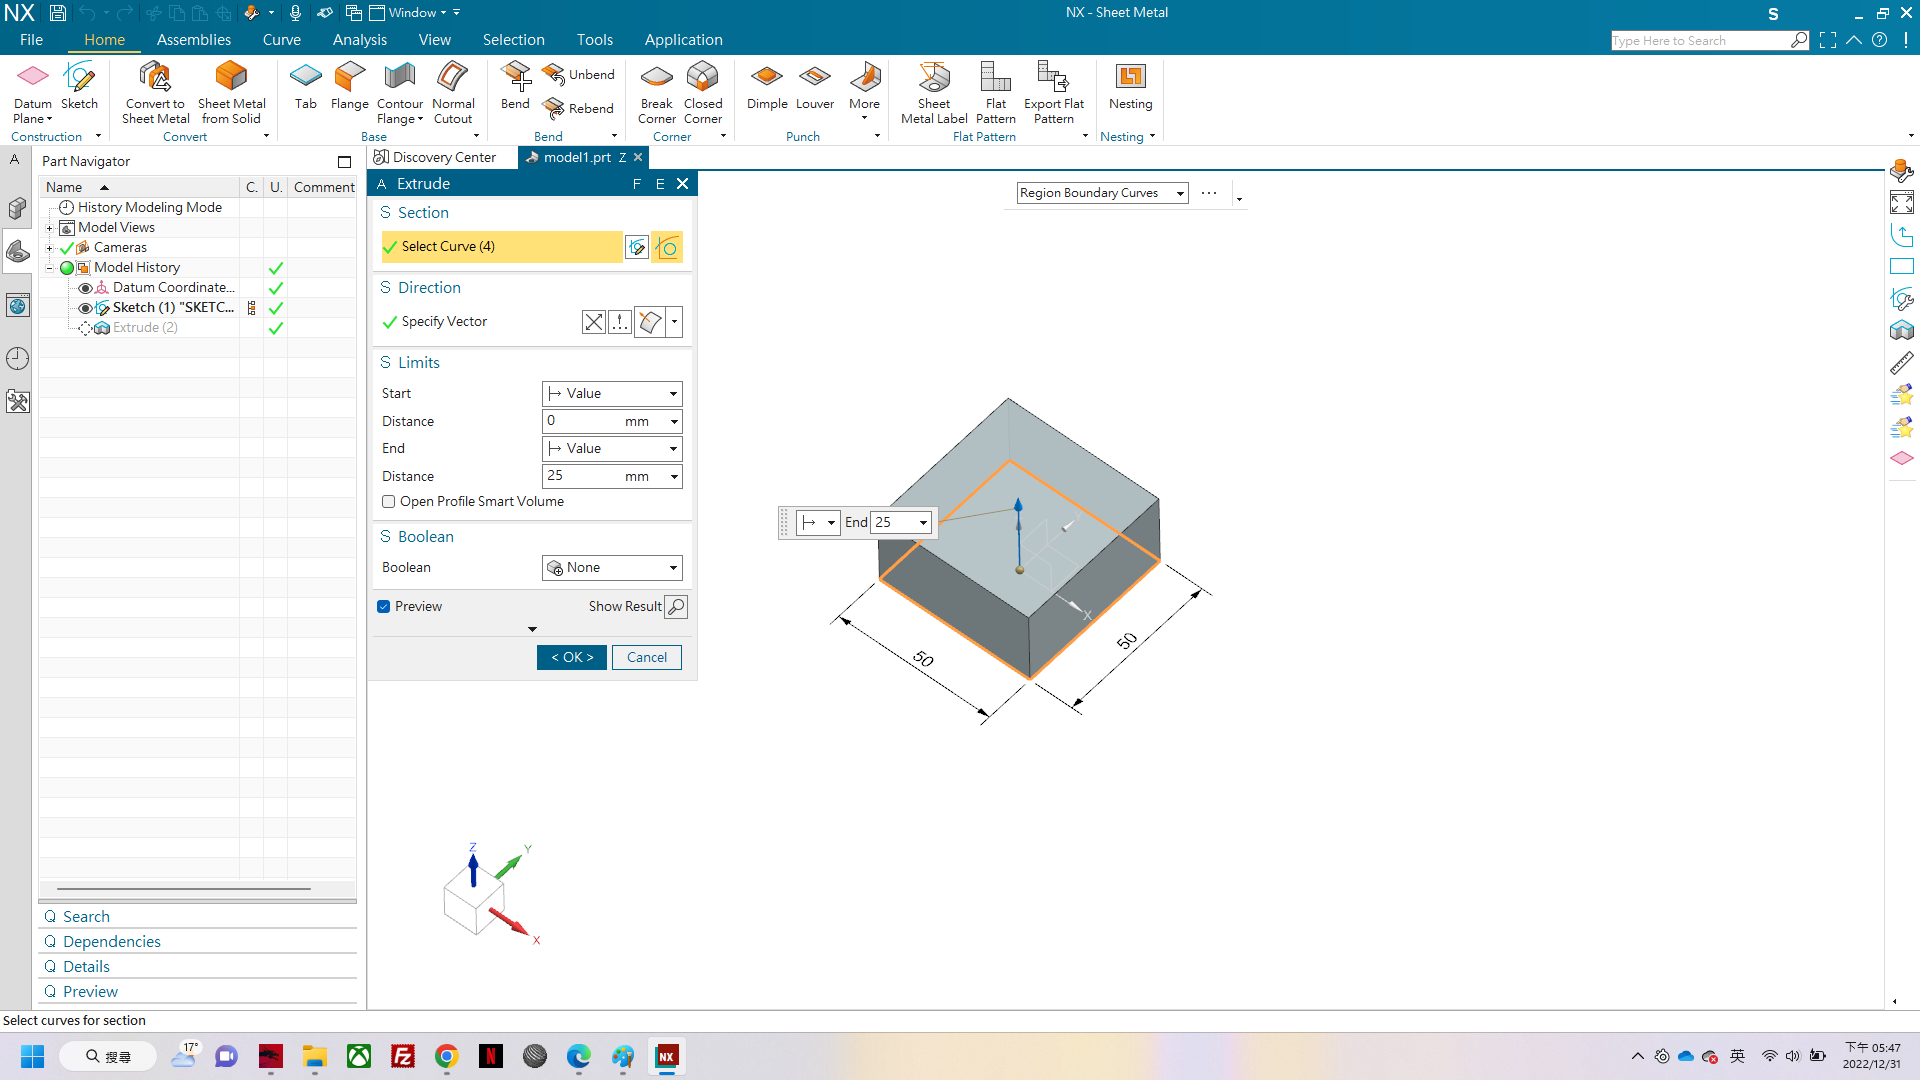 NX
Window
NX - Sheet Metal
S
File
Home
Assemblies
Curve
Analysis
View
Selection
Tools
Application
Type Here to Search
Datum
Plane
Sketch
Convert to
Sheet Metal
Sheet Metal
from Solid
Tab
Flange
Contour
Flange
Normal
Cutout
Bend
Unbend
Rebend
Break
Corner
Closed
Corner
Dimple
Louver
More
Sheet
Metal Label
Flat
Pattern
Export Flat
Pattern
Nesting
Construction
Convert
Base
Bend
Corner
Punch
Flat Pattern
Nesting
A
Part Navigator
Discovery Center
model1.prt Z
Name
C.
U.
Comment
History Modeling Mode
Model Views
Cameras
Model History
Datum Coordinate...
Sketch (1) "SKETC...
Extrude (2)
A Extrude F E
S Section
Select Curve (4)
S Direction
Specify Vector
S Limits
Start
Value
Distance
0 mm
End
Value
Distance
25 mm
Open Profile Smart Volume
S Boolean
Boolean
None
Preview
Show Result
< OK >
Cancel
Region Boundary Curves
End 25
X
50
50
Z
Y
X
Q Search
Q Dependencies
Q Details
Q Preview
Select curves for section
搜尋
17°
NX
英
下午 05:47
2022/12/31